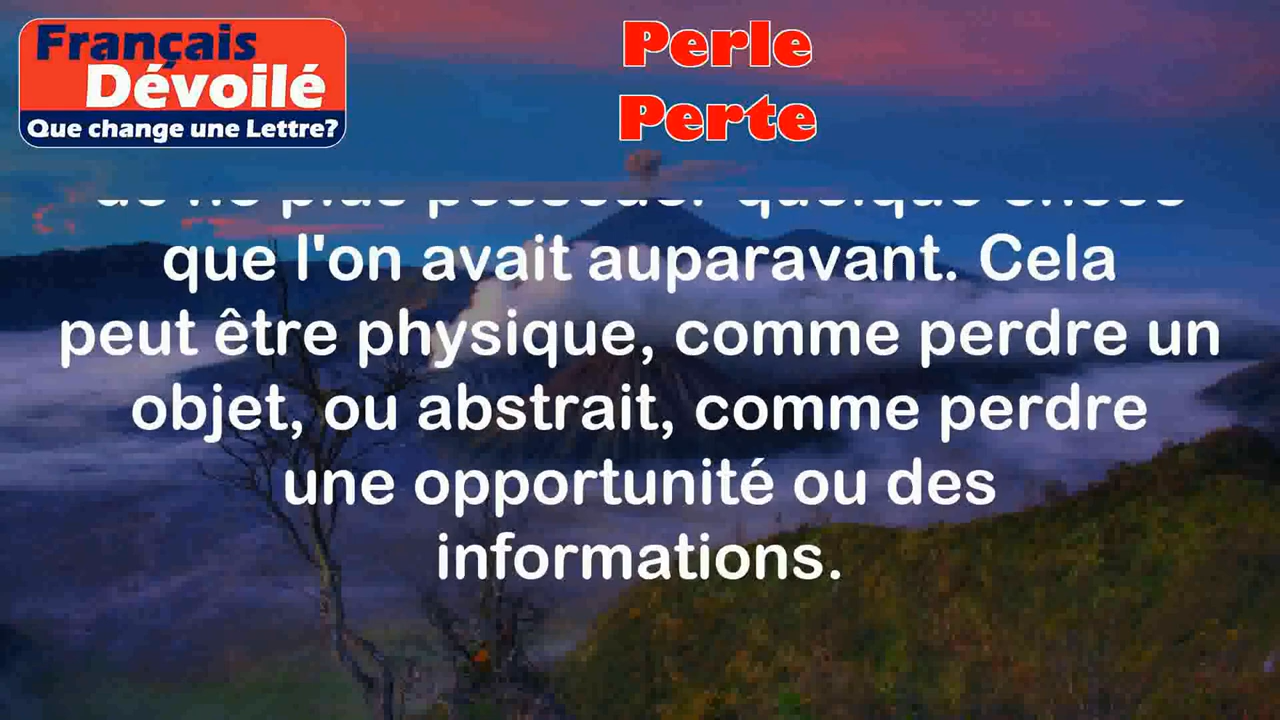 Français
Dévoilé
Que change une Lettre?
Perle
Perte
que l'on avait auparavant. Cela
peut être physique, comme perdre un
objet, ou abstrait, comme perdre
une opportunité ou des
informations.